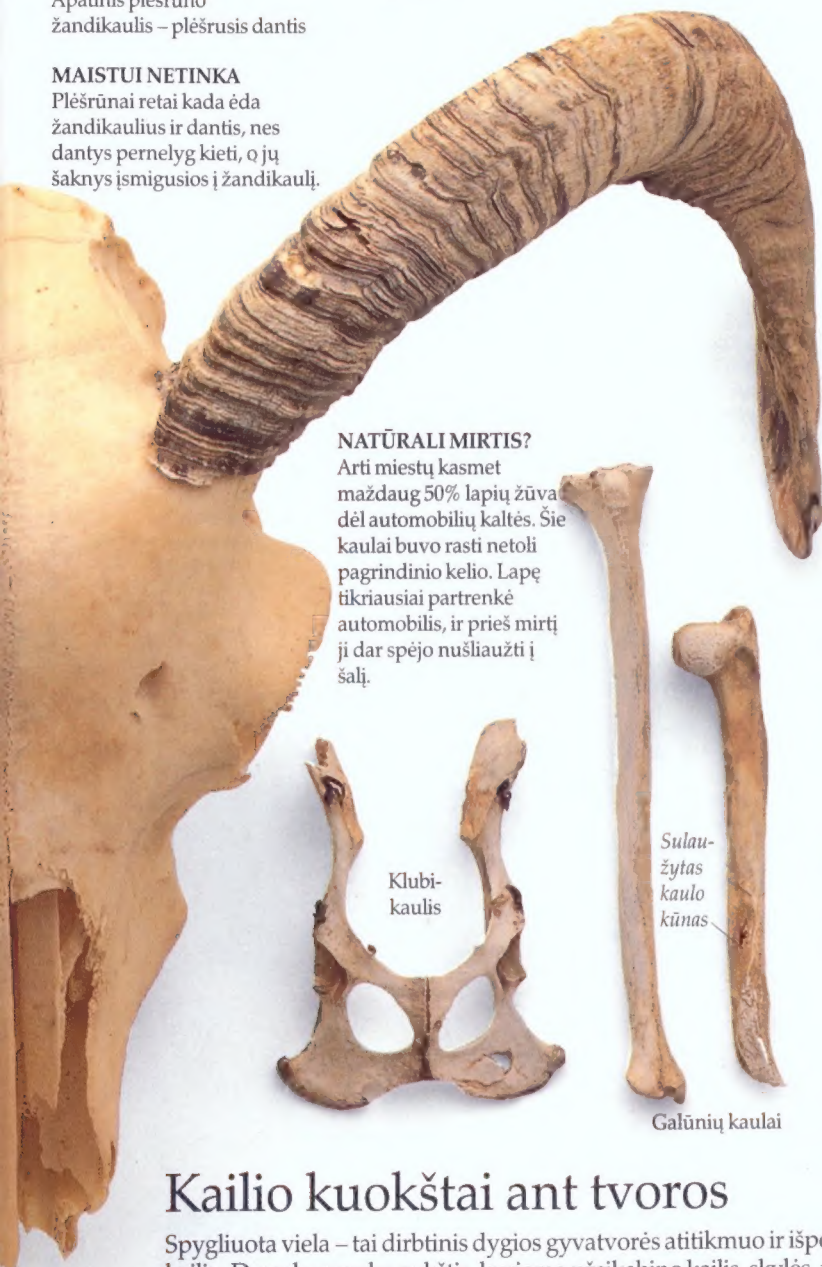 Apatinis plėšrūno
žandikaulis – plėšrusis dantis
MAISTUI NETINKA
Plėšrūnai retai kada ėda
žandikaulius ir dantis, nes
dantys pernelyg kieti, o jų
šaknys įsmigusios į žandikaulį.
NATŪRALI MIRTIS?
Arti miestų kasmet
maždaug 50% lapių žūva
dėl automobilių kaltės. Šie
kaulai buvo rasti netoli
pagrindinio kelio. Lapę
tikriausiai partrenkė
automobilis, ir prieš mirtį
ji dar spėjo nušliaužti į
šalį.
Klubi-
kaulis
Sulau-
žytas
kaulo
kūnas
Galūnių kaulai
Kailio kuokštai ant tvoros
Spygliuota viela – tai dirbtinis dygios gyvatvorės atitikmuo ir